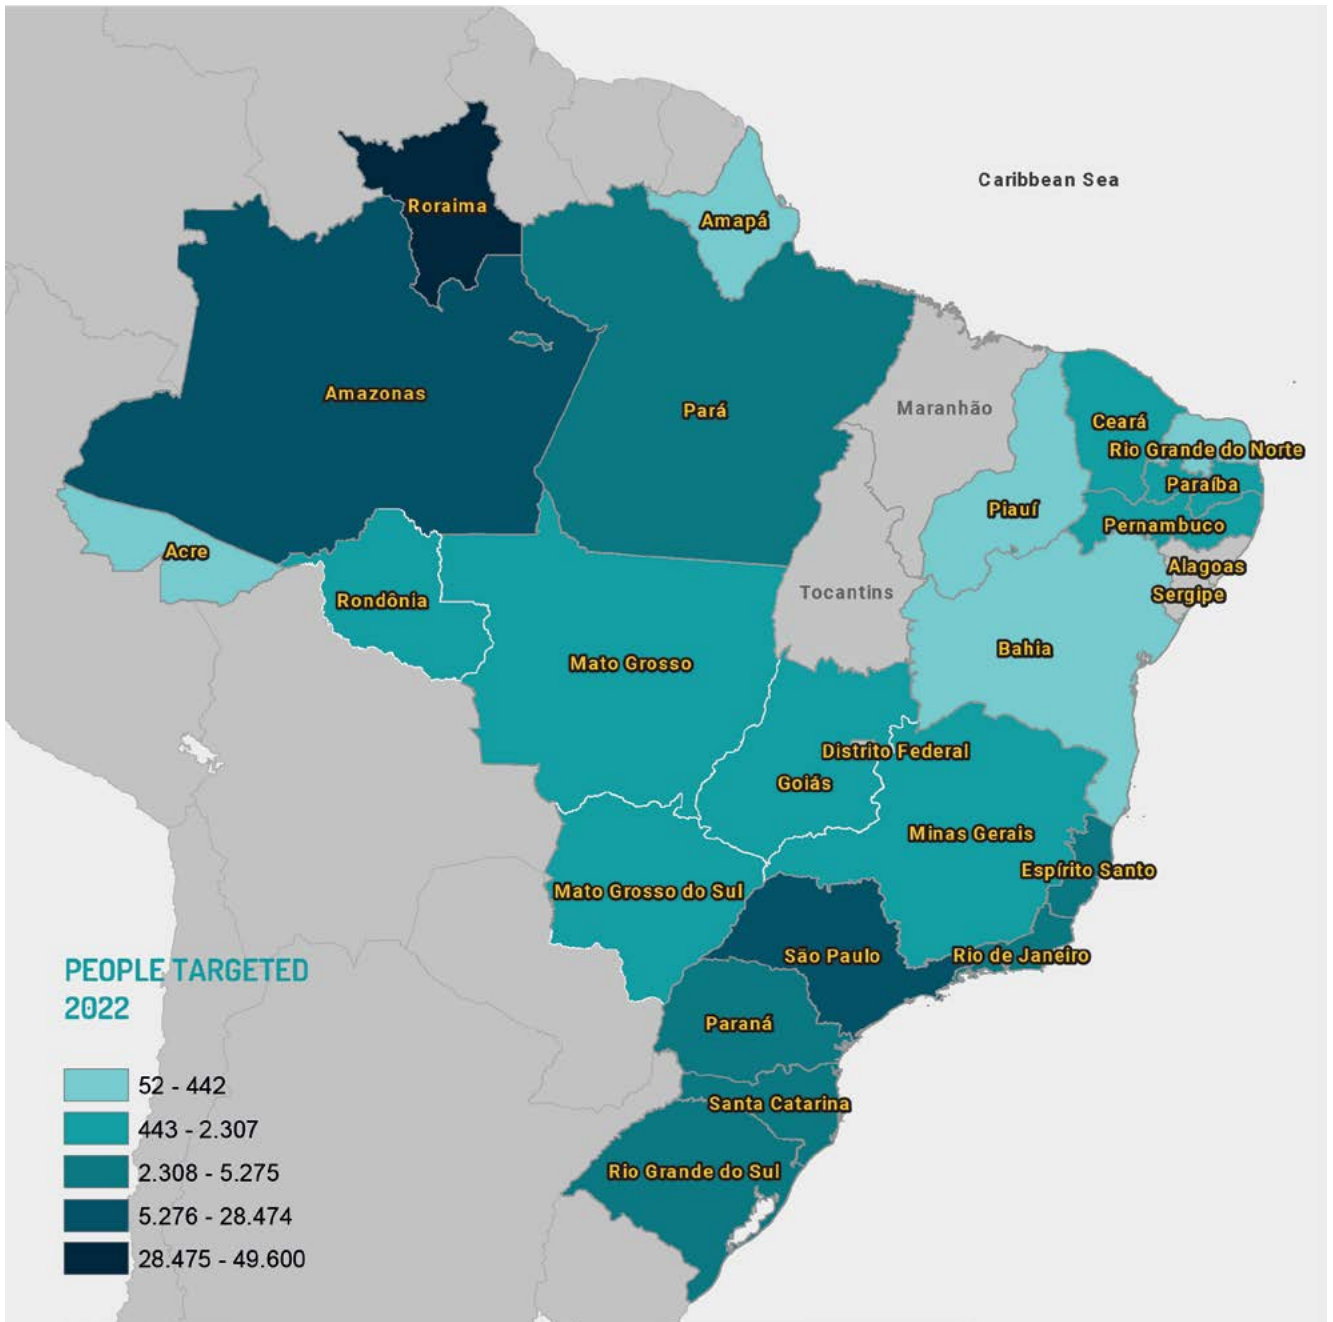 Caribbean Sea
Roraima
Amapá
Amazonas
Pará
Maranhão
Ceará
Rio Grande do Norte
Paraíba
Piauí
Pernambuco
Acre
Alagoas
Tocantins
Sergipe
Rondônia
Bahia
Mato Grosso
Distrito Federal
Goiás
Minas Gerais
Espírito Santo
Mato Grosso do Sul
São Paulo
Rio de Janeiro
Paraná
Santa Catarina
Rio Grande do Sul
PEOPLE TARGETED
2022
52 - 442
443 - 2.307
2.308 - 5.275
5.276 - 28.474
28.475 - 49.600